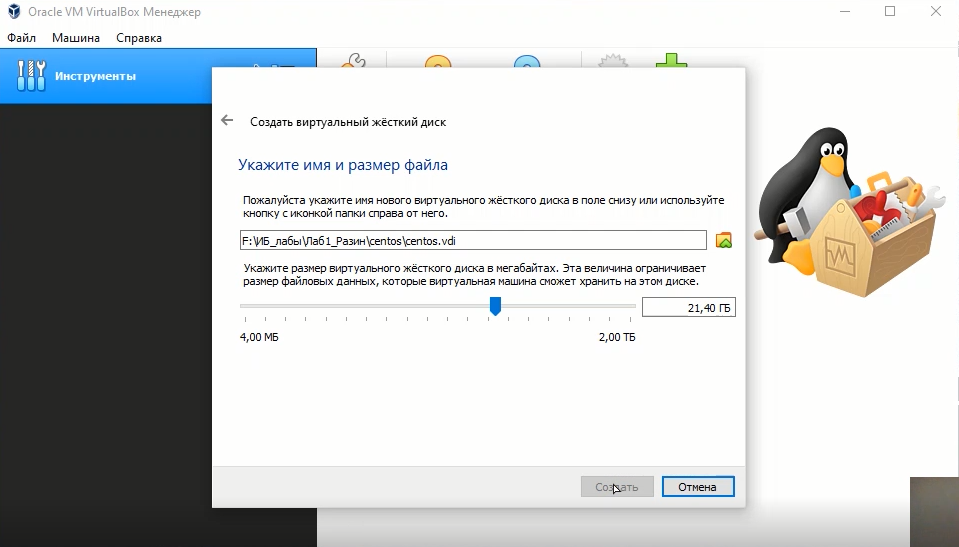 Oracle VM VirtualBox Менеджер
Файл Машина Справка
Инструменты
Создать виртуальный жёсткий диск
Укажите имя и размер файла
Пожалуйста укажите имя нового виртуального жёсткого диска в поле снизу или используйте
кнопку с иконкой папки справа от него.
F:\ИБ_лабы\Лаб1_Разин\centos\centos.vdi
Укажите размер виртуального жёсткого диска в мегабайтах. Эта величина ограничивает
размер файловых данных, которые виртуальная машина сможет хранить на этом диске.
21,40 ГБ
4,00 МБ 2,00 ТБ
Создать Отмена